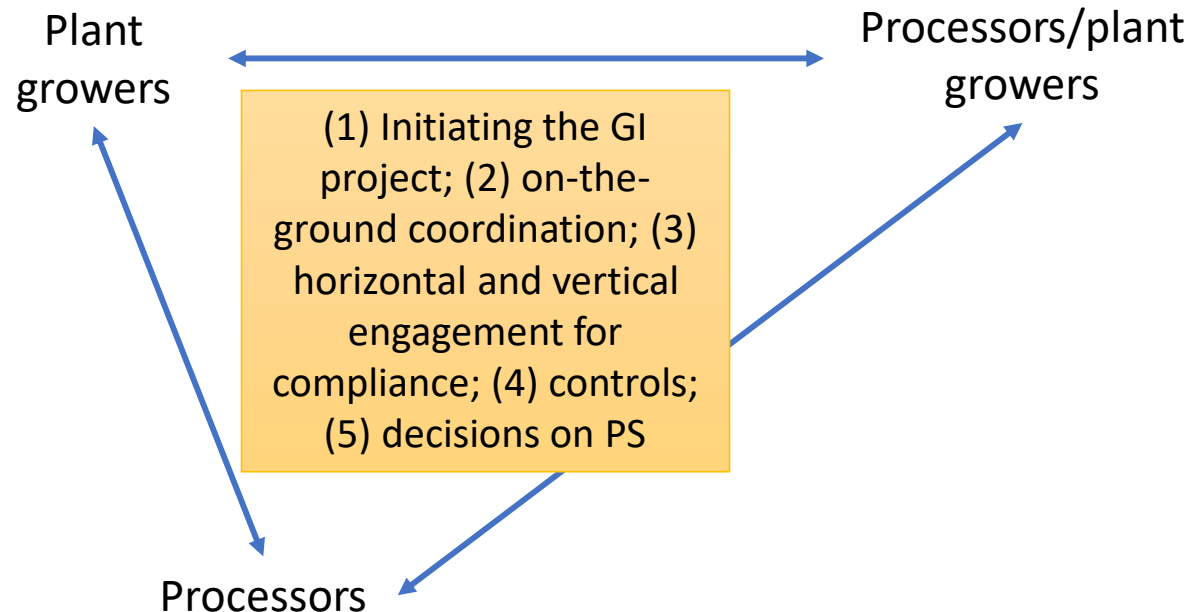 Plant
growers
Processors/plant
growers
(1) Initiating the GI
project; (2) on-the-
ground coordination; (3)
horizontal and vertical
engagement for
compliance; (4) controls;
(5) decisions on PS
Processors